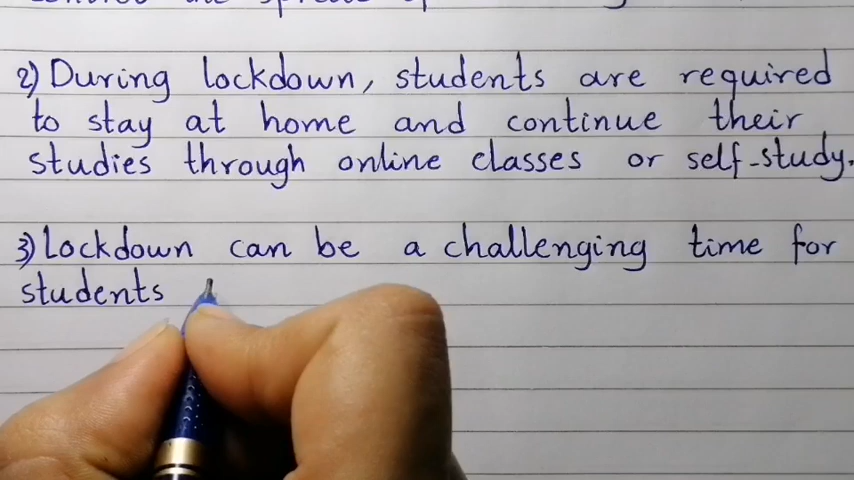 2) During lockdown, students are required
to stay at home and continue their
studies through online classes or self-study.
3) Lockdown can be a challenging time for
students